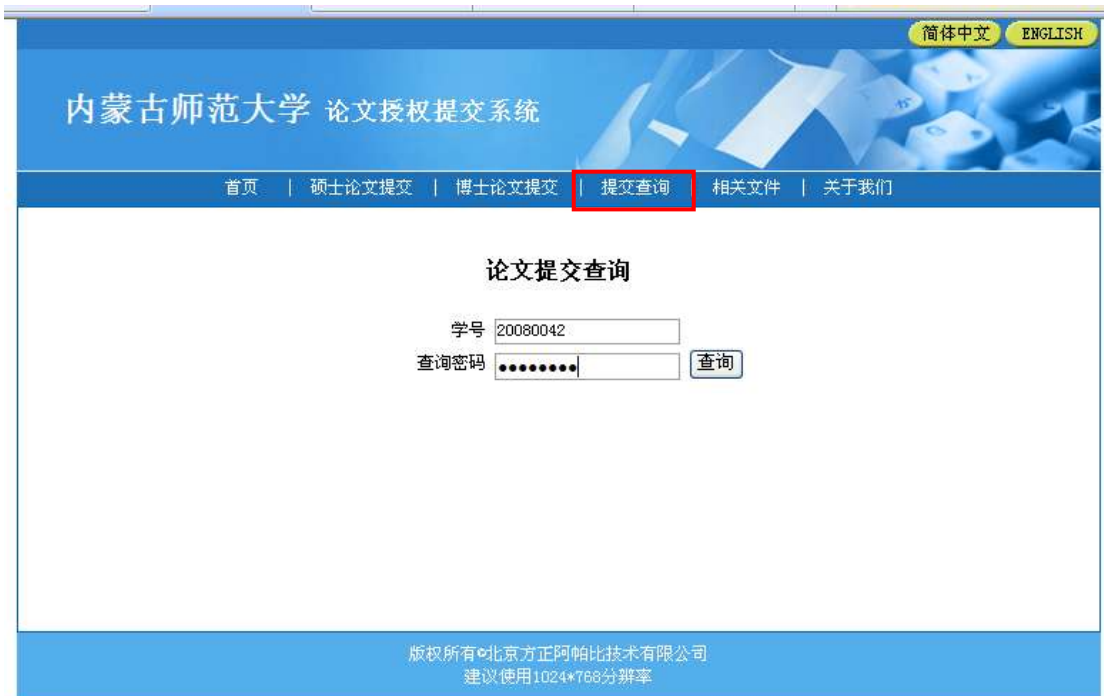 简体中文 ENGLISH
内蒙古师范大学 论文授权提交系统
首页 | 硕士论文提交 | 博士论文提交 | 提交查询 相关文件 | 关于我们
论文提交查询
学号 20080042
查询密码 ●●●●●●●● 查询
版权所有©北京方正阿帕比技术有限公司
建议使用1024*768分辨率